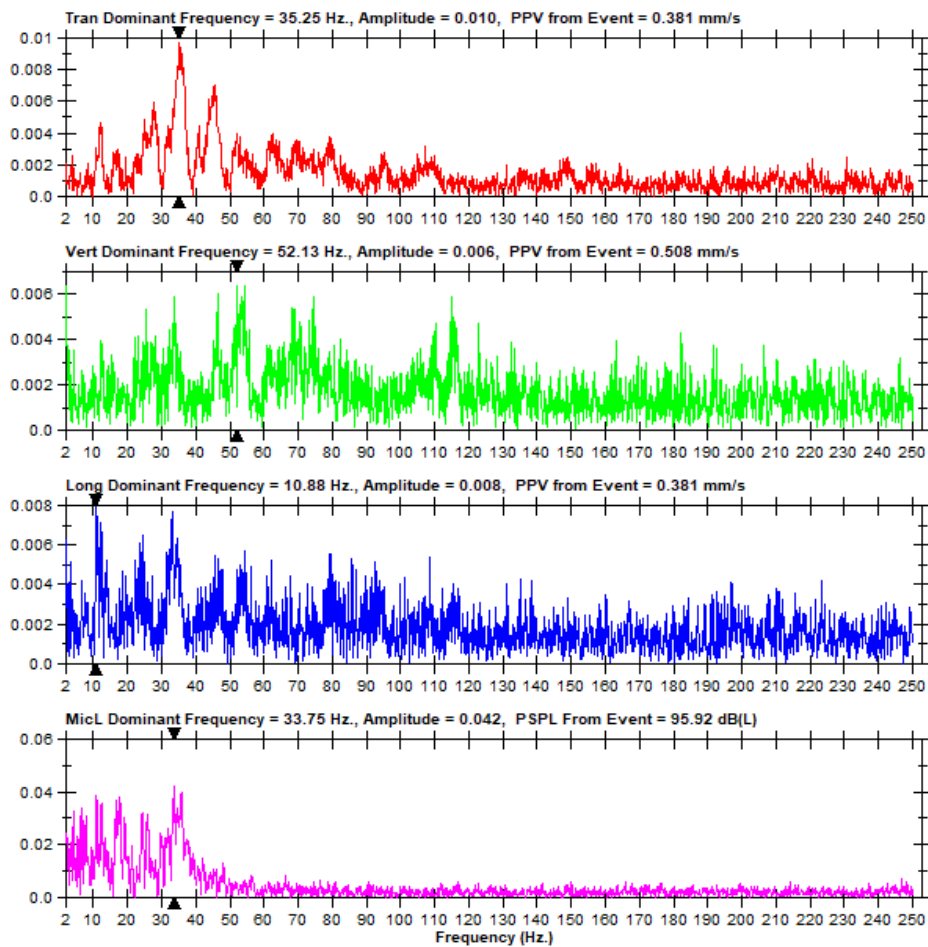 Tran Dominant Frequency = 35.25 Hz., Amplitude = 0.010, PPV from Event = 0.381 mm/s
0.01
0.008
0.006
0.004
0.002
0.0
2 10 20 30 40 50 60 70 80 90 100 110 120 130 140 150 160 170 180 190 200 210 220 230 240 250
Vert Dominant Frequency = 52.13 Hz., Amplitude = 0.006, PPV from Event = 0.508 mm/s
0.006
0.004
0.002
0.0
2 10 20 30 40 50 60 70 80 90 100 110 120 130 140 150 160 170 180 190 200 210 220 230 240 250
Long Dominant Frequency = 10.88 Hz., Amplitude = 0.008, PPV from Event = 0.381 mm/s
0.008
0.006
0.004
0.002
0.0
2 10 20 30 40 50 60 70 80 90 100 110 120 130 140 150 160 170 180 190 200 210 220 230 240 250
MicL Dominant Frequency = 33.75 Hz., Amplitude = 0.042, PSPL From Event = 95.92 dB(L)
0.06
0.04
0.02
0.0
2 10 20 30 40 50 60 70 80 90 100 110 120 130 140 150 160 170 180 190 200 210 220 230 240 250
Frequency (Hz.)